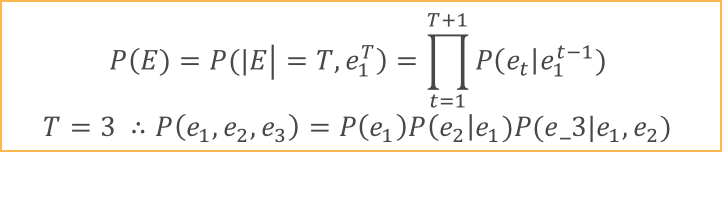 P(E) = P(|E| = T, e_1^T) = ∏_{t=1}^{T+1} P(e_t|e_1^{t−1})
T = 3 ∴ P(e_1, e_2, e_3) = P(e_1)P(e_2|e_1)P(e_3|e_1, e_2)